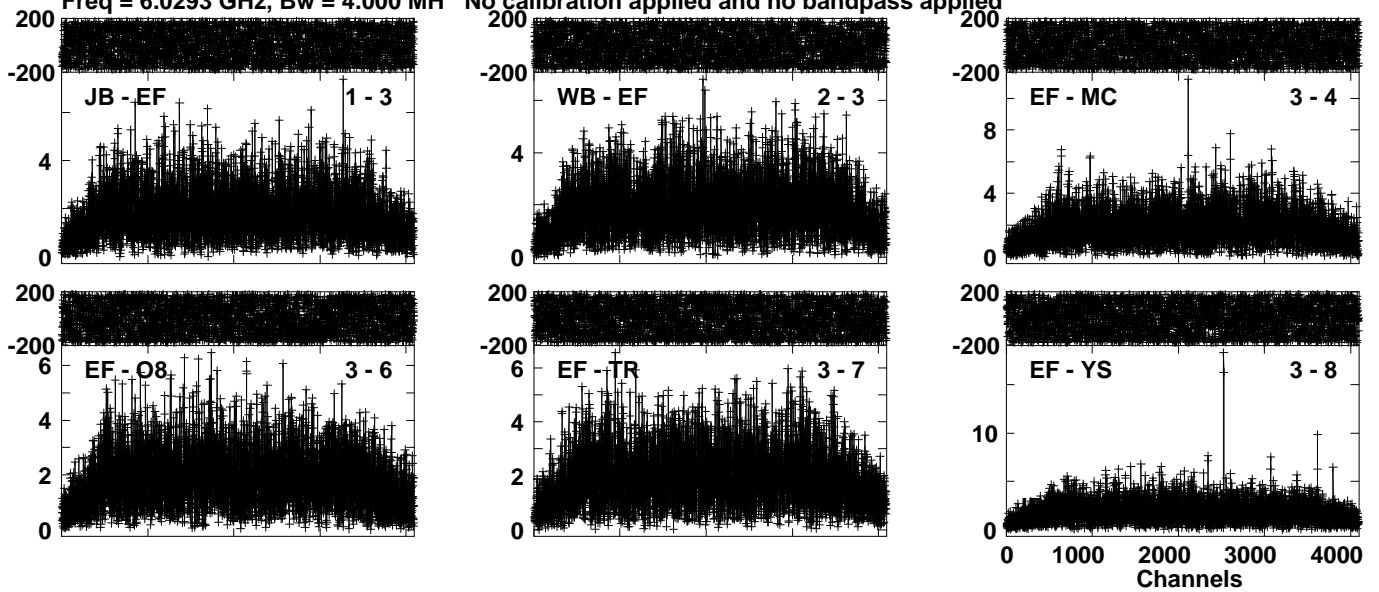 Freq = 6.0293 GHz, Bw = 4.000 MH No calibration applied and no bandpass applied
200 200 200
-200 -200 -200
JB - EF 1 - 3 WB - EF 2 - 3 EF - MC 3 - 4
8
4 4 4
0 0 0
200 200 200
-200 -200 -200
6 EF - O8 3 - 6 6 EF - TR 3 - 7 EF - YS 3 - 8
4 4 10
2 2
0 0 0
0 1000 2000 3000 4000
Channels